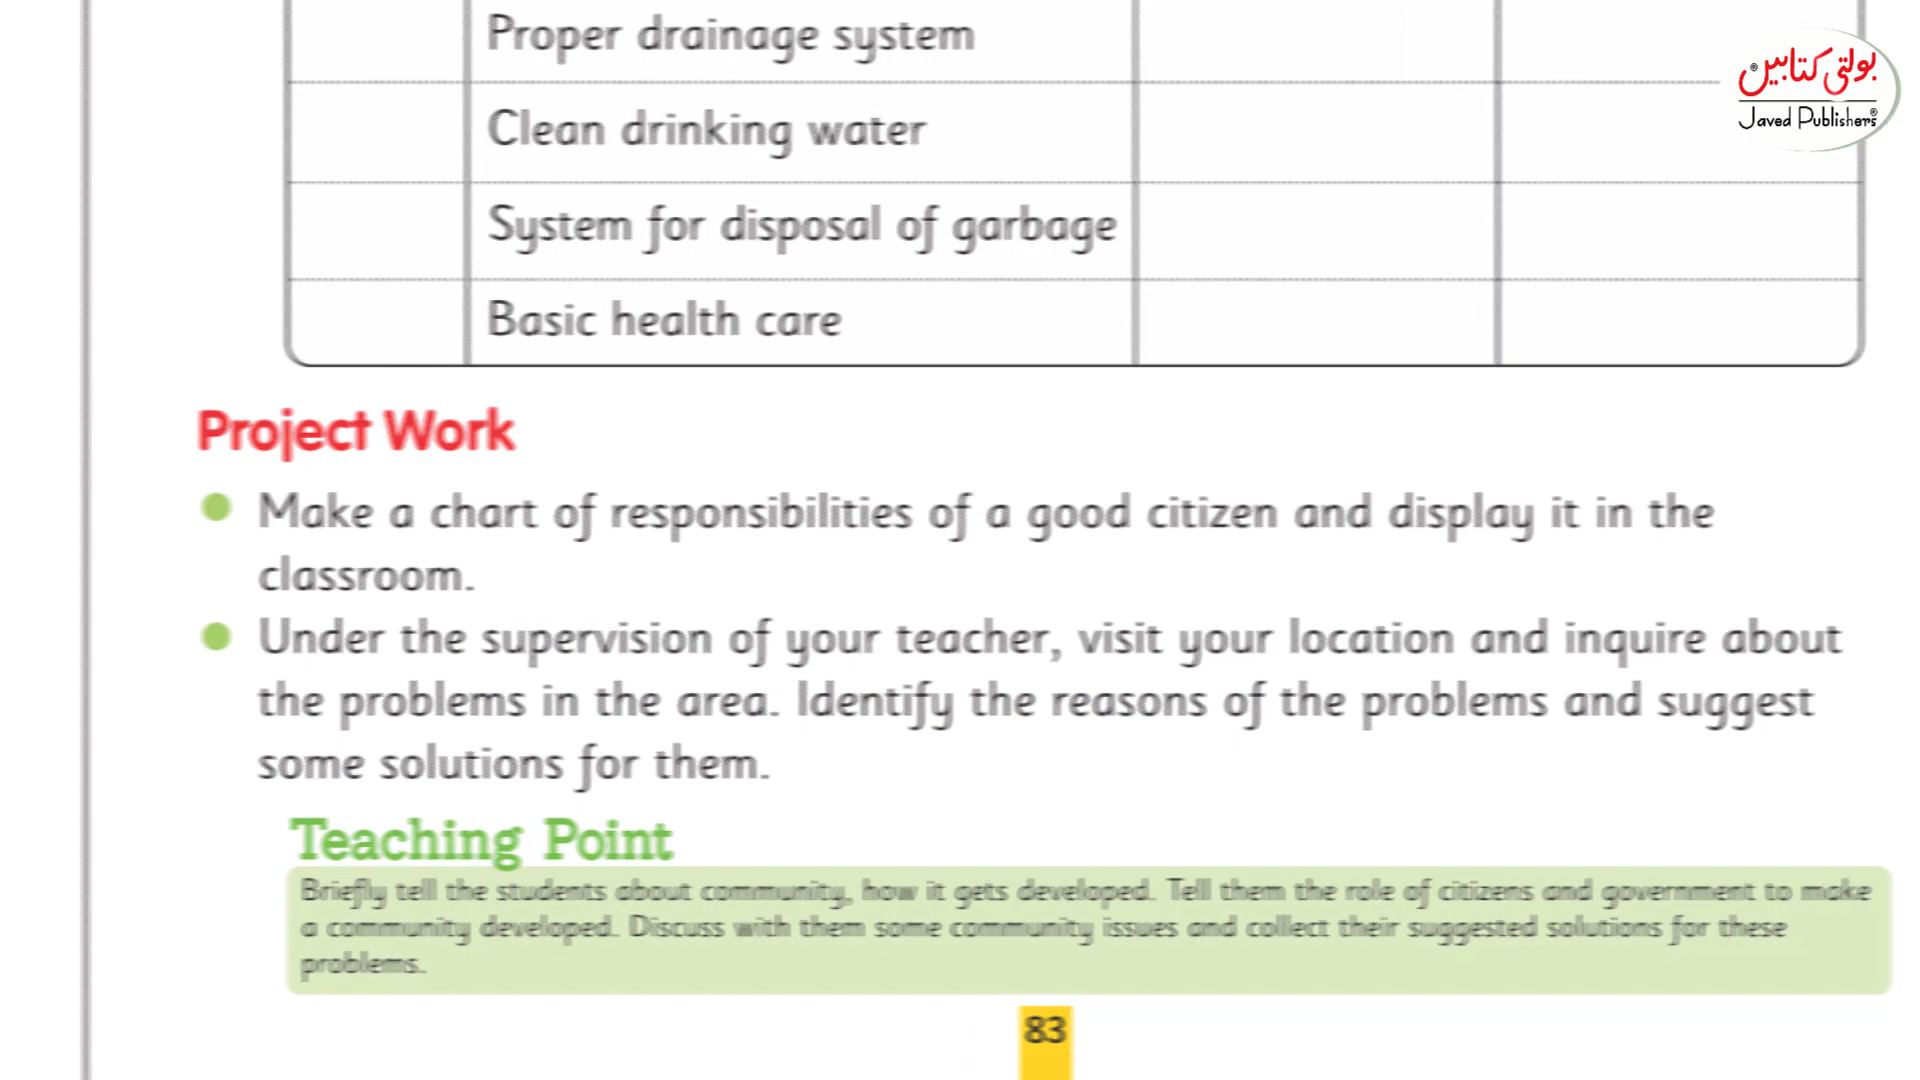 Proper drainage system
بولتی کتابیں®
Javed Publishers®
Clean drinking water
System for disposal of garbage
Basic health care
Project Work
Make a chart of responsibilities of a good citizen and display it in the
classroom.
Under the supervision of your teacher, visit your location and inquire about
the problems in the area. Identify the reasons of the problems and suggest
some solutions for them.
Teaching Point
Briefly tell the students about community, how it gets developed. Tell them the role of citizens and government to make
a community developed. Discuss with them some community issues and collect their suggested solutions for these
problems.
83